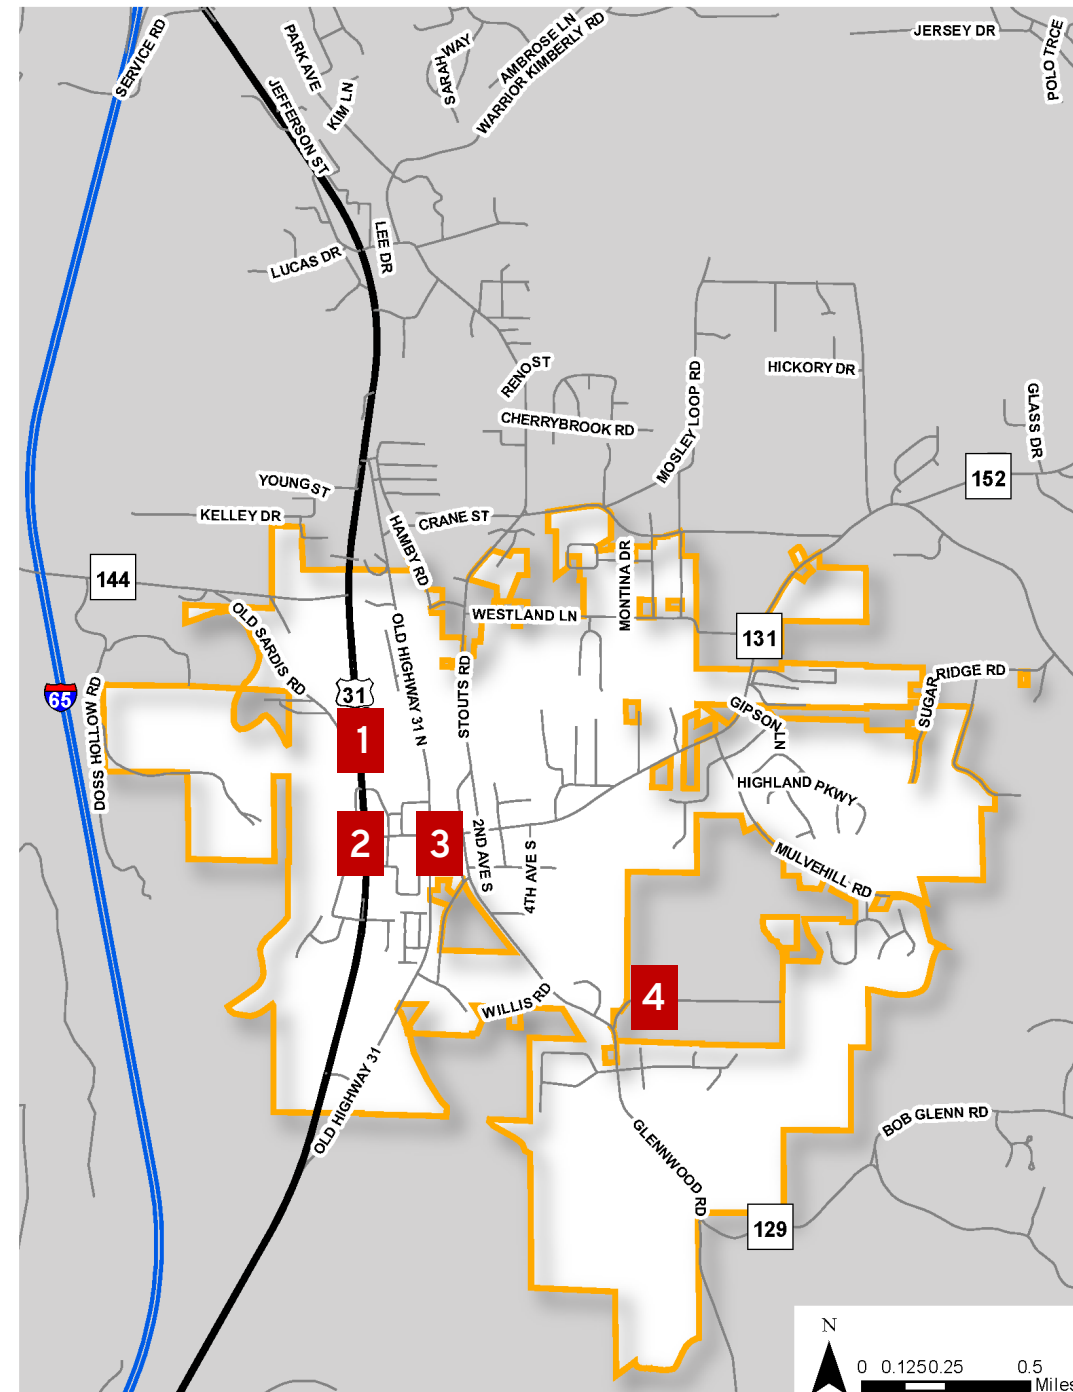 SERVICE RD
PARK AVE
KIM LN
JEFFERSON ST
SARAH WAY
AMBROSE LN
WARRIOR KIMBERLY RD
JERSEY DR
POLO TRCE
LUCAS DR
LEE DR
RENO ST
CHERRYBROOK RD
MOSLEY LOOP RD
HICKORY DR
GLASS DR
152
YOUNG ST
KELLEY DR
CRANE ST
HAMBY RD
144
WESTLAND LN
MONTINA DR
131
OLD SARDIS RD
OLD HIGHWAY 31 N
STOUTS RD
31
65
DOSS HOLLOW RD
SUGAR RIDGE RD
GIPSON LN
1
HIGHLAND PKWY
2
3
2ND AVE S
4TH AVE S
MULVEHILL RD
4
WILLIS RD
OLD HIGHWAY 31
BOB GLENN RD
GLENNWOOD RD
129
N
0 0.125 0.25 0.5
Miles